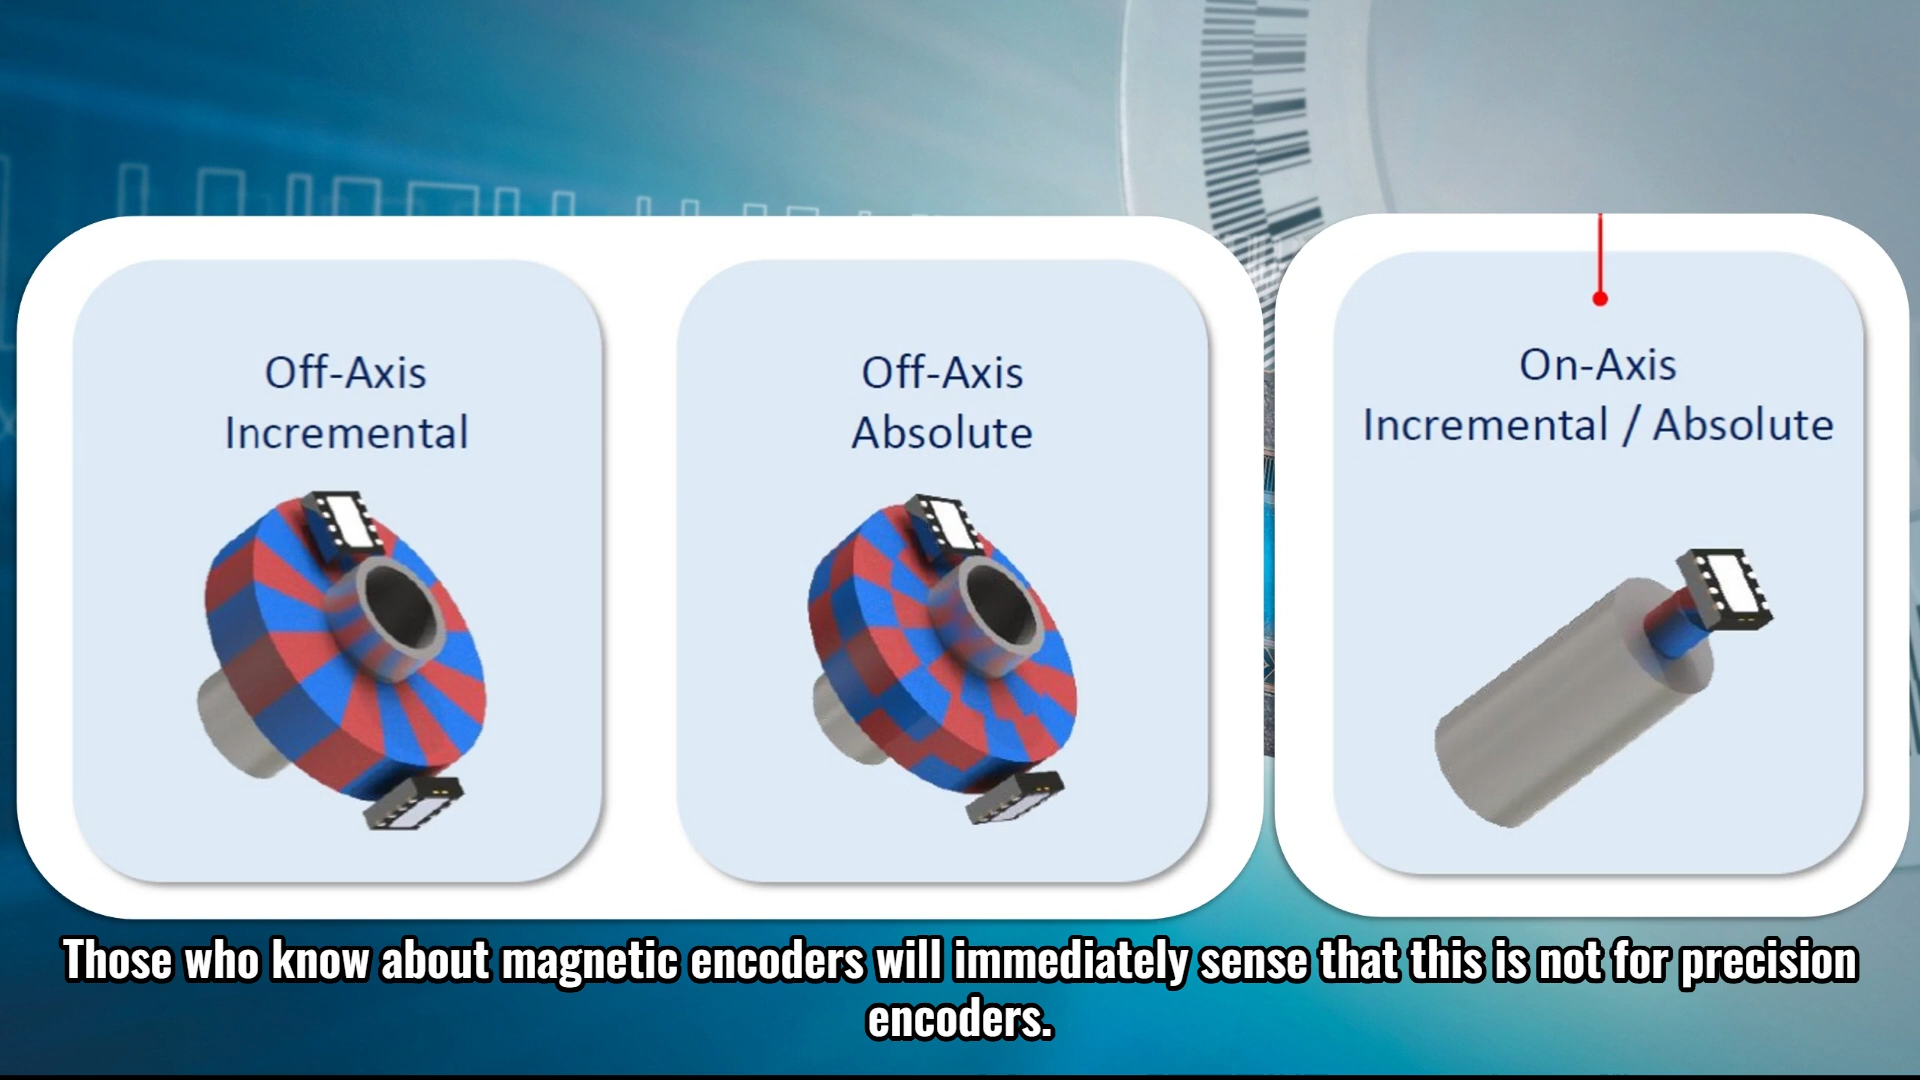 Off-Axis
Incremental
Off-Axis
Absolute
On-Axis
Incremental / Absolute
Those who know about magnetic encoders will immediately sense that this is not for precision
encoders.